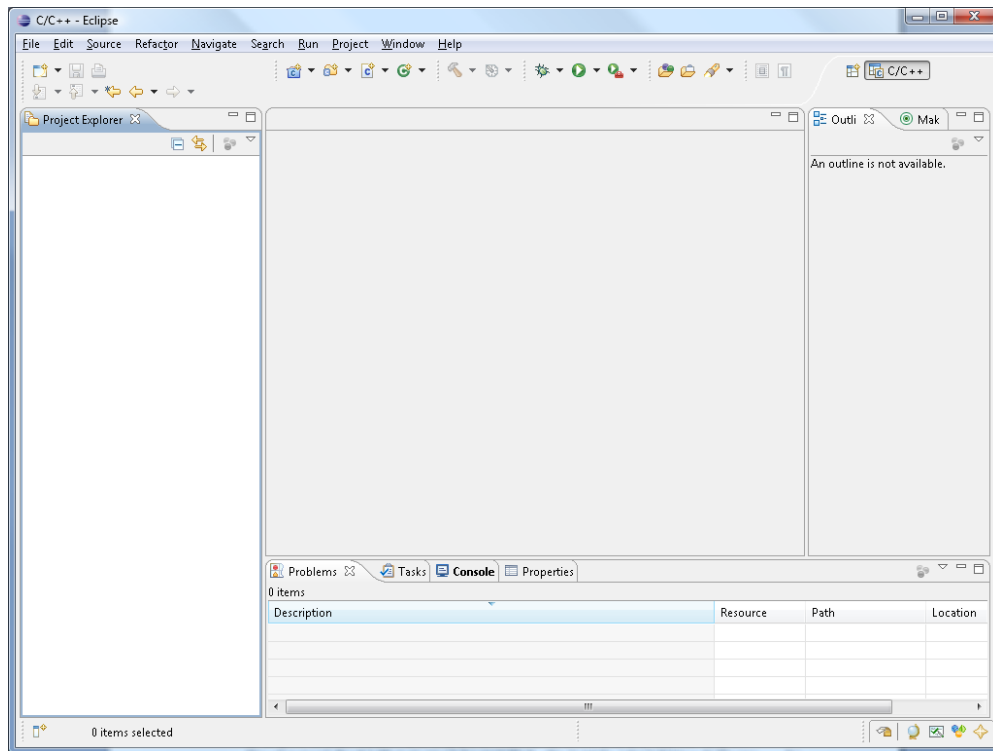 C/C++ - Eclipse
File Edit Source Refactor Navigate Search Run Project Window Help
C/C++
Project Explorer
Outli Mak
An outline is not available.
Problems Tasks Console Properties
0 items
Description Resource Path Location
0 items selected